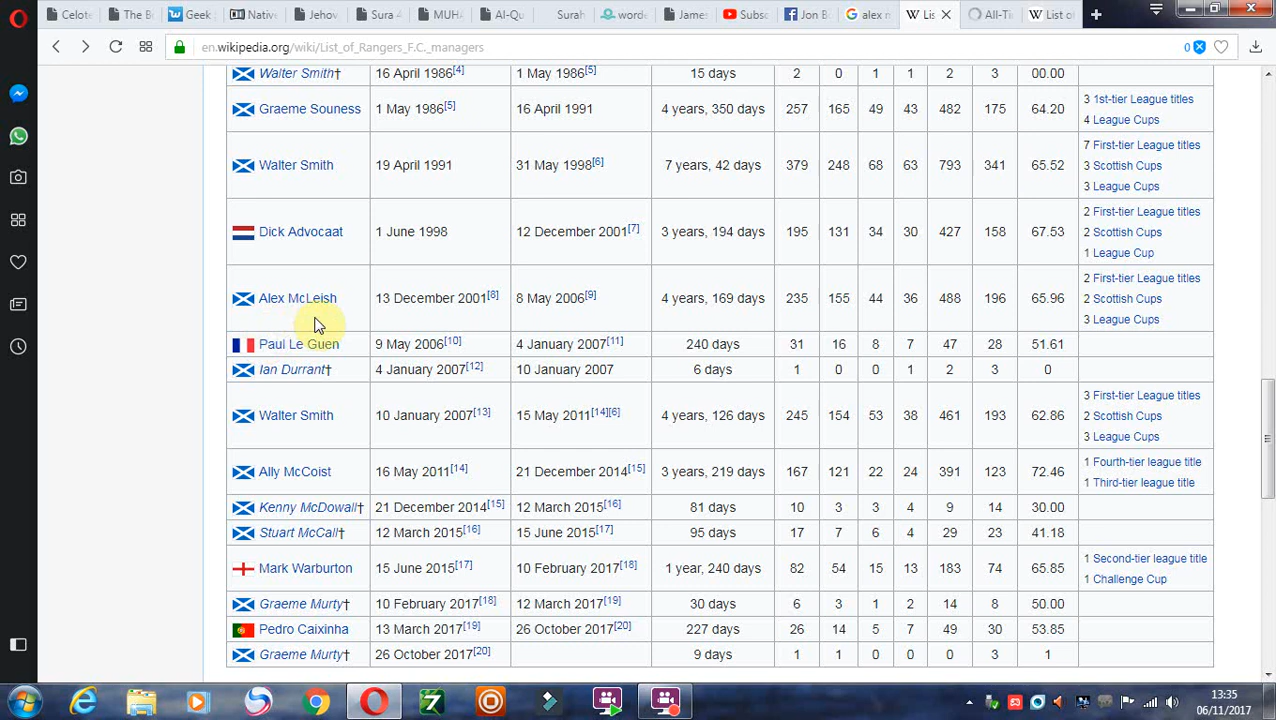 Celot
The B
Geek
Nativ
Jehov
Sura 4
MUH
Al-Qu
Surah
word
James
Subsc
Jon B
alex m
Lis
All-Ti
List of
en.wikipedia.org/wiki/List_of_Rangers_F.C._managers 0
Walter Smith† 16 April 1986[4] 1 May 1986[5] 15 days 2 0 1 1 2 3 00.00
Graeme Souness 1 May 1986[5] 16 April 1991 4 years, 350 days 257 165 49 43 482 175 64.20 3 1st-tier League titles
4 League Cups
Walter Smith 19 April 1991 31 May 1998[6] 7 years, 42 days 379 248 68 63 793 341 65.52 7 First-tier League titles
3 Scottish Cups
3 League Cups
Dick Advocaat 1 June 1998 12 December 2001[7] 3 years, 194 days 195 131 34 30 427 158 67.53 2 First-tier League titles
2 Scottish Cups
1 League Cup
Alex McLeish 13 December 2001[8] 8 May 2006[9] 4 years, 169 days 235 155 44 36 488 196 65.96 2 First-tier League titles
2 Scottish Cups
3 League Cups
Paul Le Guen 9 May 2006[10] 4 January 2007[11] 240 days 31 16 8 7 47 28 51.61
Ian Durrant† 4 January 2007[12] 10 January 2007 6 days 1 0 0 1 2 3 0
Walter Smith 10 January 2007[13] 15 May 2011[14][6] 4 years, 126 days 245 154 53 38 461 193 62.86 3 First-tier League titles
2 Scottish Cups
3 League Cups
Ally McCoist 16 May 2011[14] 21 December 2014[15] 3 years, 219 days 167 121 22 24 391 123 72.46 1 Fourth-tier league title
1 Third-tier league title
Kenny McDowall† 21 December 2014[15] 12 March 2015[16] 81 days 10 3 3 4 9 14 30.00
Stuart McCall† 12 March 2015[16] 15 June 2015[17] 95 days 17 7 6 4 29 23 41.18
Mark Warburton 15 June 2015[17] 10 February 2017[18] 1 year, 240 days 82 54 15 13 183 74 65.85 1 Second-tier league title
1 Challenge Cup
Graeme Murty† 10 February 2017[18] 12 March 2017[19] 30 days 6 3 1 2 14 8 50.00
Pedro Caixinha 13 March 2017[19] 26 October 2017[20] 227 days 26 14 5 7 49 30 53.85
Graeme Murty† 26 October 2017[20] 9 days 1 1 0 0 0 3 1
13:35
06/11/2017